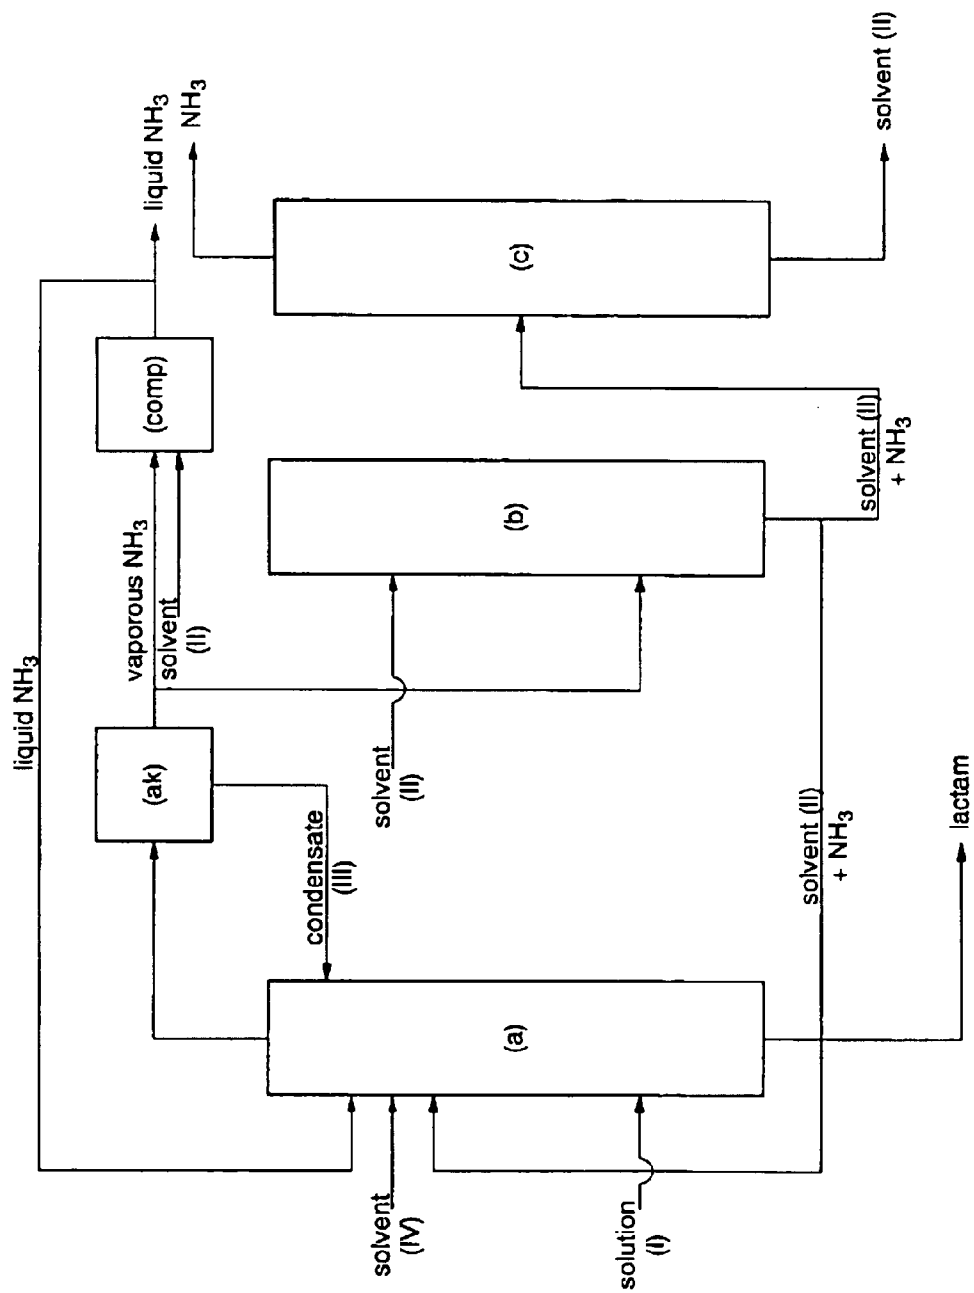 liquid NH3
liquid NH3
NH3
vaporous NH3
solvent
(II)
(ak)
(comp)
condensate
(III)
solvent
(II)
solvent
(IV)
(a)
(b)
(c)
solution
(I)
solvent (II)
+ NH3
solvent (II)
+ NH3
solvent (II)
lactam